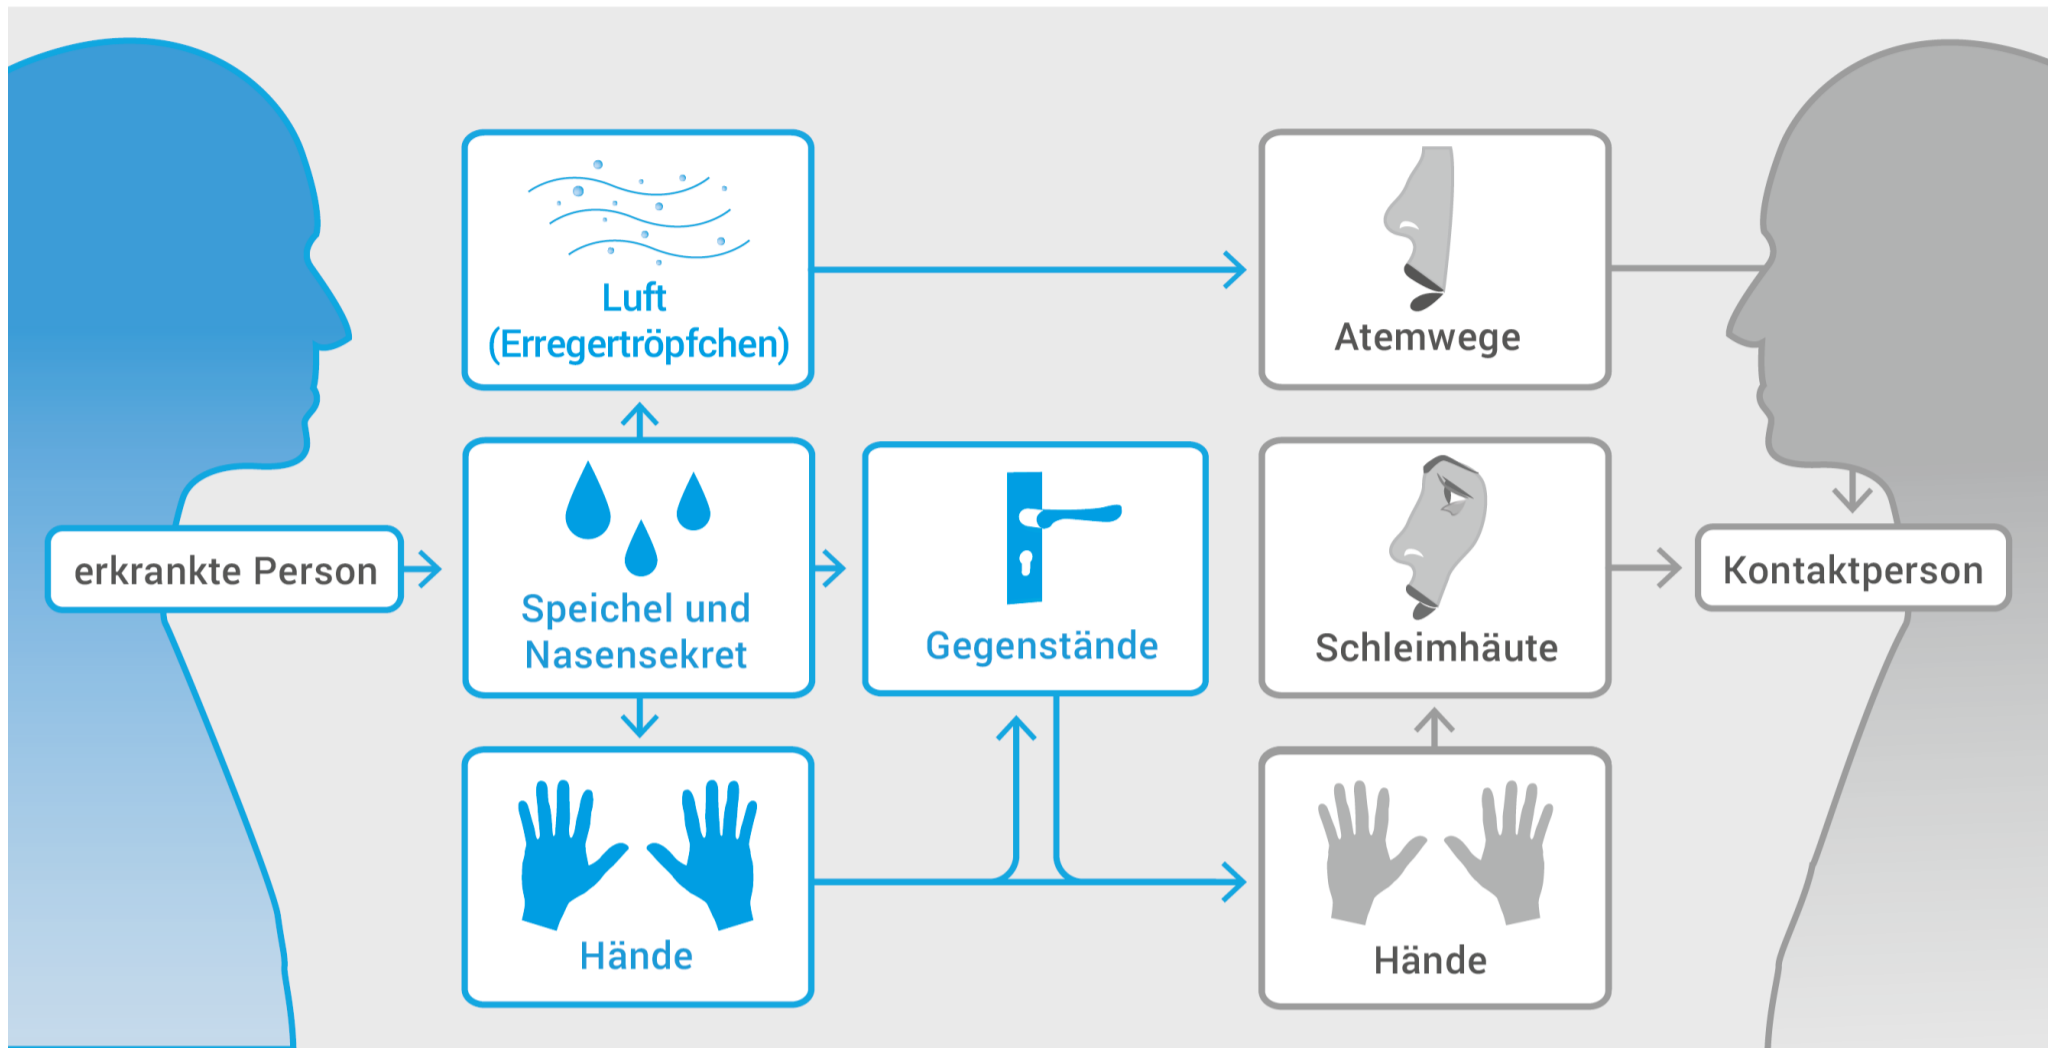 Luft
(Erregertröpfchen)
Atemwege
erkrankte Person
Speichel und
Nasensekret
Gegenstände
Schleimhäute
Kontaktperson
Hände
Hände